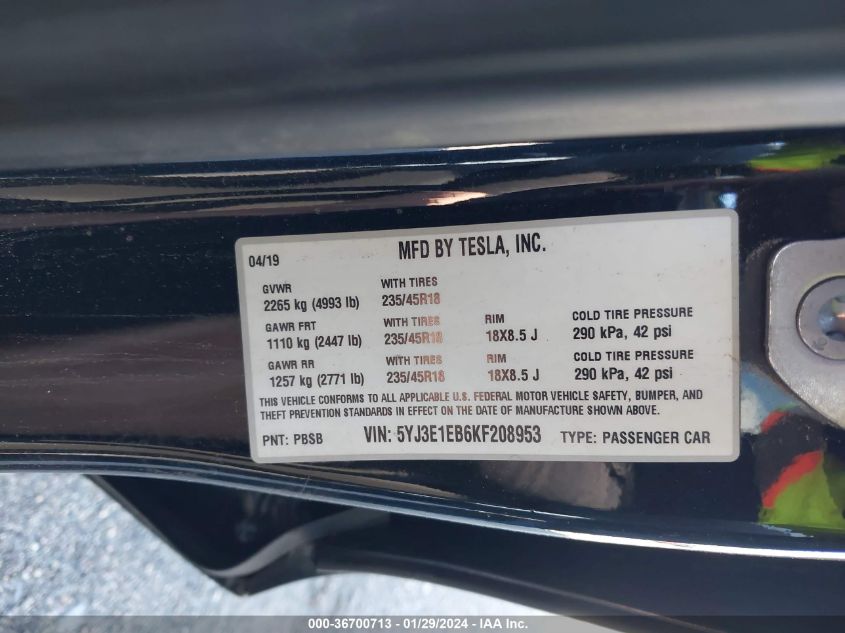 04/19 MFD BY TESLA, INC.
GVWR WITH TIRES
2265 kg (4993 lb) 235/45R18
GAWR FRT WITH TIRES RIM COLD TIRE PRESSURE
1110 kg (2447 lb) 235/45R18 18X8.5 J 290 kPa, 42 psi
GAWR RR WITH TIRES RIM COLD TIRE PRESSURE
1257 kg (2771 lb) 235/45R18 18X8.5 J 290 kPa, 42 psi
THIS VEHICLE CONFORMS TO ALL APPLICABLE U.S. FEDERAL MOTOR VEHICLE SAFETY, BUMPER, AND
THEFT PREVENTION STANDARDS IN EFFECT ON THE DATE OF MANUFACTURE SHOWN ABOVE.
PNT: PBSB VIN: 5YJ3E1EB6KF208953 TYPE: PASSENGER CAR
000-36700713 - 01/29/2024 - IAA Inc.